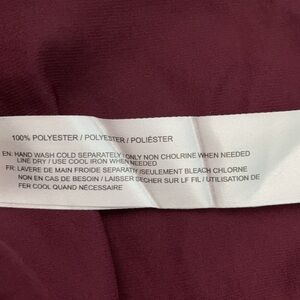 100% POLYESTER / POLYESTER / POLIÉSTER
EN: HAND WASH COLD SEPARATELY ONLY NON CHOLRINE WHEN NEEDED
LINE DRY / USE COOL IRON WHEN NEEDED
FR: LAVERE DE MAIN FROIDE SEULEMENT BLEACH CHLORNE
NON EN CAS DE BESOIN / LAISSER SECHER SUR LF FIL / UTILISATION DE
FER COOL QUAND NÉCESSAIRE